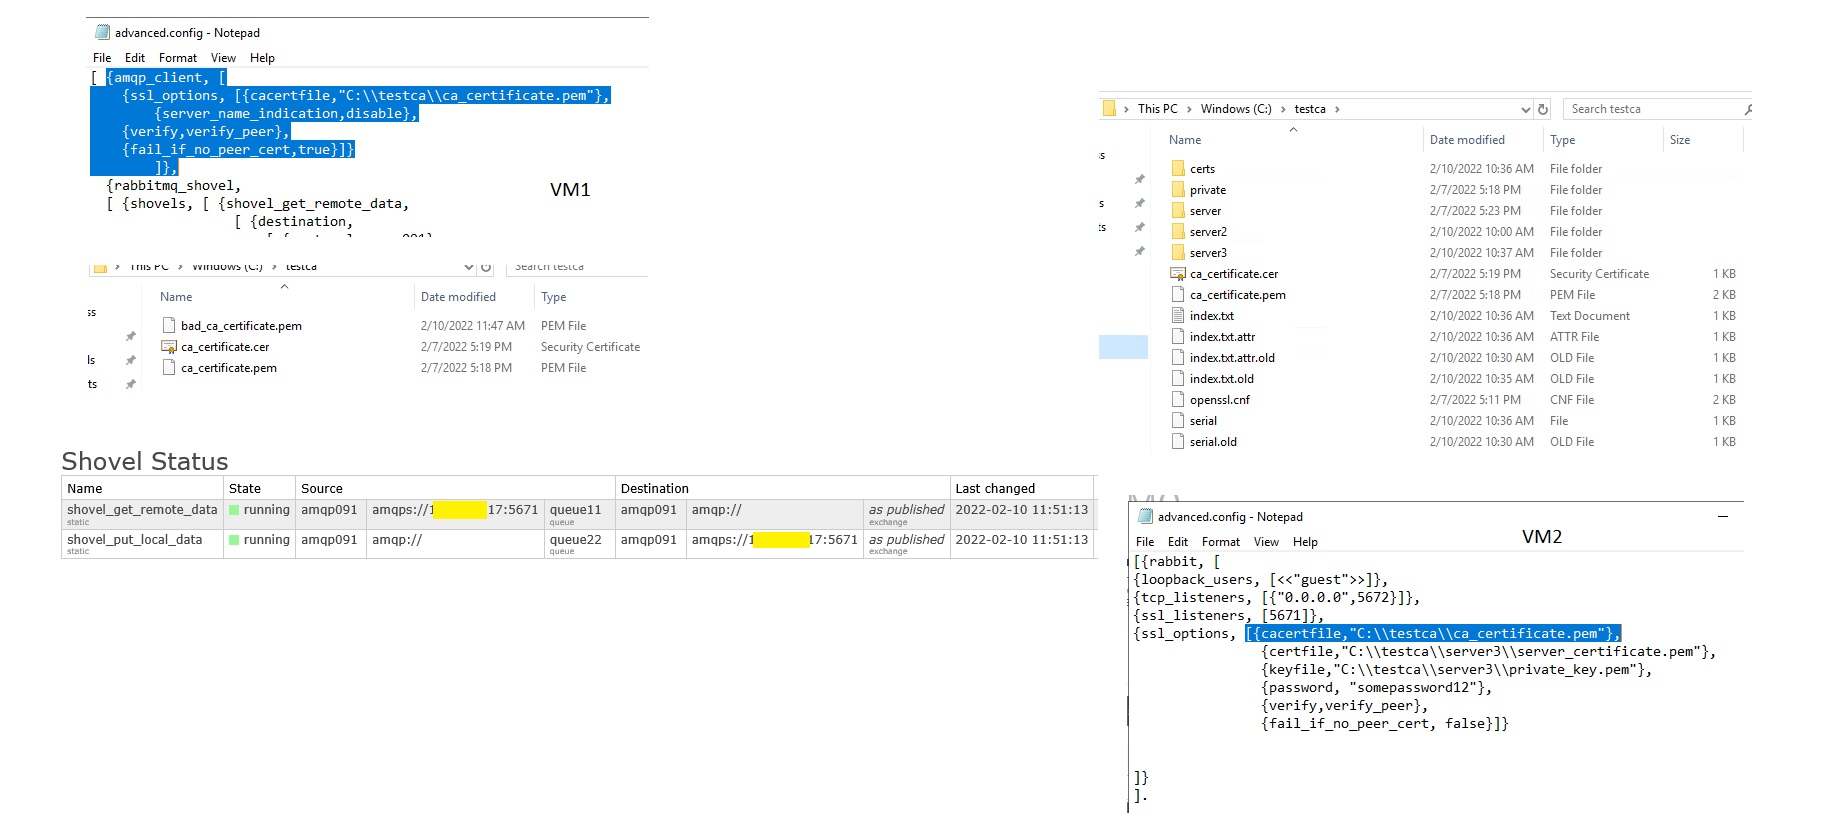 advanced.config - Notepad
File Edit Format View Help
[ {amqp_client, [
{ssl_options, [{cacertfile,"C:\\testca\\ca_certificate.pem"},
{server_name_indication,disable},
{verify,verify_peer},
{fail_if_no_peer_cert,true}]}
]},
{rabbitmq_shovel,
[ {shovels, [ {shovel_get_remote_data,
[ {destination,
VM1
This PC > Windows (C:) > testca
Search testca
Name Date modified Type
ss
bad_ca_certificate.pem 2/10/2022 11:47 AM PEM File
ca_certificate.cer 2/7/2022 5:19 PM Security Certificate
ls
ca_certificate.pem 2/7/2022 5:18 PM PEM File
ts
Shovel Status
Name State Source Destination Last changed
shovel_get_remote_data running amqp091 amqps://1 17:5671 queue11 amqp091 amqp:// as published 2022-02-10 11:51:13
static queue exchange
shovel_put_local_data running amqp091 amqp:// queue22 amqp091 amqps://1 17:5671 as published 2022-02-10 11:51:13
static queue exchange
> This PC > Windows (C:) > testca >
Search testca
Name Date modified Type Size
ss
certs 2/10/2022 10:36 AM File folder
private 2/7/2022 5:18 PM File folder
s
server 2/7/2022 5:23 PM File folder
ts
server2 2/10/2022 10:00 AM File folder
server3 2/10/2022 10:37 AM File folder
ca_certificate.cer 2/7/2022 5:19 PM Security Certificate 1 KB
ca_certificate.pem 2/7/2022 5:18 PM PEM File 2 KB
index.txt 2/10/2022 10:36 AM Text Document 1 KB
index.txt.attr 2/10/2022 10:36 AM ATTR File 1 KB
index.txt.attr.old 2/10/2022 10:30 AM OLD File 1 KB
index.txt.old 2/10/2022 10:35 AM OLD File 1 KB
openssl.cnf 2/7/2022 5:11 PM CNF File 2 KB
serial 2/10/2022 10:36 AM File 1 KB
serial.old 2/10/2022 10:30 AM OLD File 1 KB
advanced.config - Notepad
VM2
File Edit Format View Help
[{rabbit, [
{loopback_users, [<<"guest">>]},
{tcp_listeners, [{"0.0.0.0",5672}]},
{ssl_listeners, [5671]},
{ssl_options, [{cacertfile,"C:\\testca\\ca_certificate.pem"},
{certfile,"C:\\testca\\server3\\server_certificate.pem"},
{keyfile,"C:\\testca\\server3\\private_key.pem"},
{password, "somepassword12"},
{verify,verify_peer},
{fail_if_no_peer_cert, false}]}
]}
].